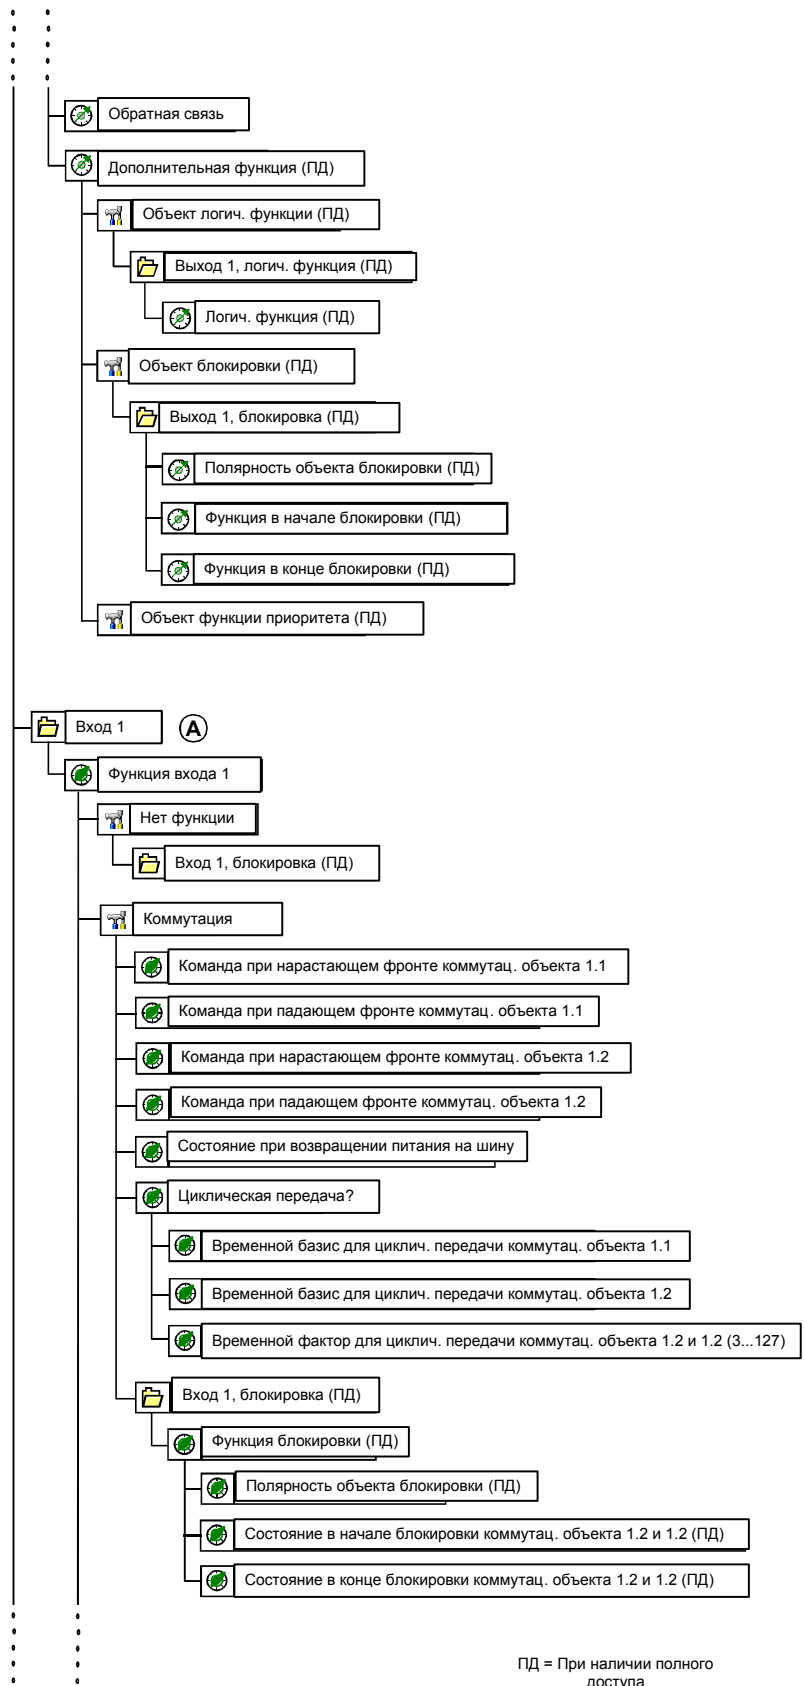 Обратная связь
Дополнительная функция (ПД)
Объект логич. функции (ПД)
Выход 1, логич. функция (ПД)
Логич. функция (ПД)
Объект блокировки (ПД)
Выход 1, блокировка (ПД)
Полярность объекта блокировки (ПД)
Функция в начале блокировки (ПД)
Функция в конце блокировки (ПД)
Объект функции приоритета (ПД)
Вход 1 A
Функция входа 1
Нет функции
Вход 1, блокировка (ПД)
Коммутация
Команда при нарастающем фронте коммутац. объекта 1.1
Команда при падающем фронте коммутац. объекта 1.1
Команда при нарастающем фронте коммутац. объекта 1.2
Команда при падающем фронте коммутац. объекта 1.2
Состояние при возвращении питания на шину
Циклическая передача?
Временной базис для циклич. передачи коммутац. объекта 1.1
Временной базис для циклич. передачи коммутац. объекта 1.2
Временной фактор для циклич. передачи коммутац. объекта 1.2 и 1.2 (3...127)
Вход 1, блокировка (ПД)
Функция блокировки (ПД)
Полярность объекта блокировки (ПД)
Состояние в начале блокировки коммутац. объекта 1.2 и 1.2 (ПД)
Состояние в конце блокировки коммутац. объекта 1.2 и 1.2 (ПД)
ПД = При наличии полного
доступа